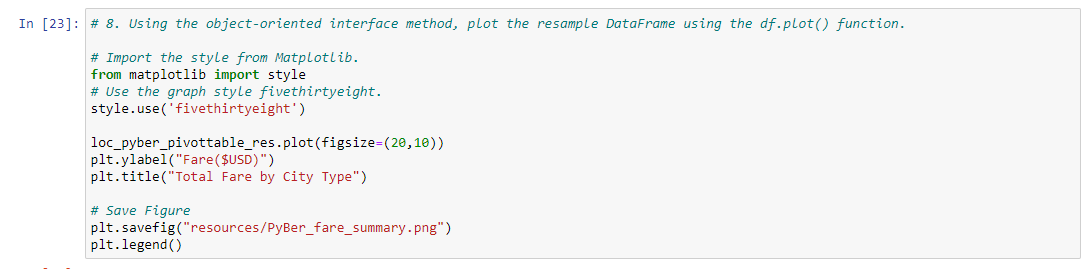 In [23]: # 8. Using the object-oriented interface method, plot the resample DataFrame using the df.plot() function.
# Import the style from Matplotlib.
from matplotlib import style
# Use the graph style fivethirtyeight.
style.use('fivethirtyeight')
loc_pyber_pivottable_res.plot(figsize=(20,10))
plt.ylabel("Fare($USD)")
plt.title("Total Fare by City Type")
# Save Figure
plt.savefig("resources/PyBer_fare_summary.png")
plt.legend()